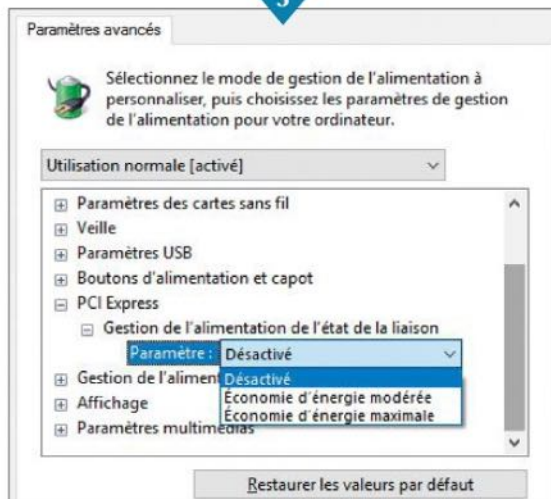 3
Paramètres avancés
Sélectionnez le mode de gestion de l'alimentation à
personnaliser, puis choisissez les paramètres de gestion
de l'alimentation pour votre ordinateur.
Utilisation normale [activé]
Paramètres des cartes sans fil
Veille
Paramètres USB
Boutons d'alimentation et capot
PCI Express
Gestion de l'alimentation de l'état de la liaison
Paramètre : Désactivé
Gestion de l'aliment Désactivé
Économie d'énergie modérée
Affichage Économie d'énergie maximale
Paramètres multimédias
Restaurer les valeurs par défaut